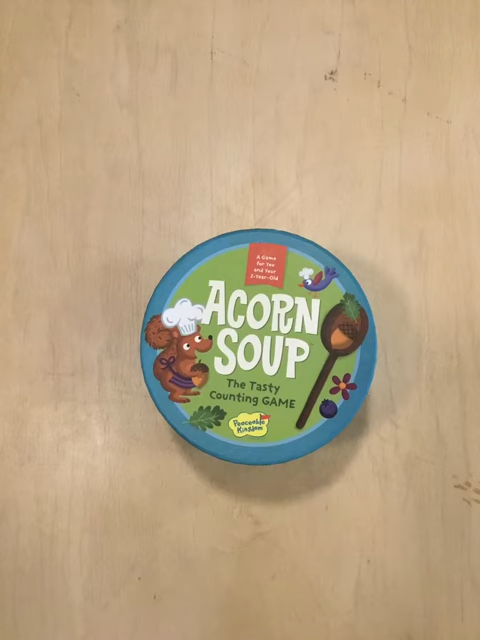 A Game
for You
and Your
2-Year-Old
ACORN
SOUP
The Tasty
Counting GAME
Peaceable
Kingdom